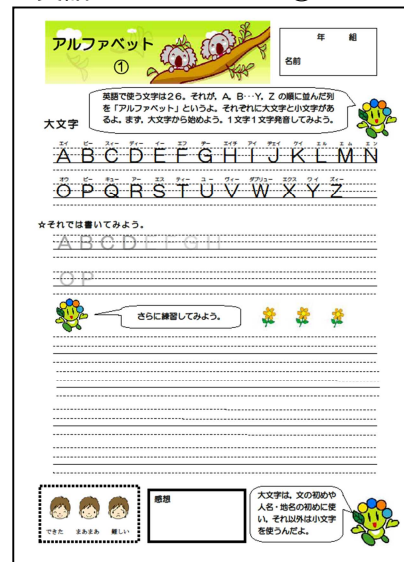 アルファベット
①
年 組
名前
英語で使う文字は26。それが、A、B・・・Y、Zの順に並んだ列
を「アルファベット」というよ。それぞれに大文字と小文字があ
るよ。まず、大文字から始めよう。1文字1文字発音してみよう。
大文字
エイ ビー スィー ディー イー エフ ヂー エイチ アイ ヂェイ ケイ エル エム エン
A B C D E F G H I J K L M N
オウ ピー キュー アー エス ティー ユー ヴィー ダブリュー エクス ワイ ズィー
O P Q R S T U V W X Y Z
☆それでは書いてみよう。
A B C D E F G H
O P
さらに練習してみよう。
できた まあまあ 難しい
感想
大文字は、文の初めや
人名・地名の初めに使
い、それ以外は小文字
を使うんだよ。